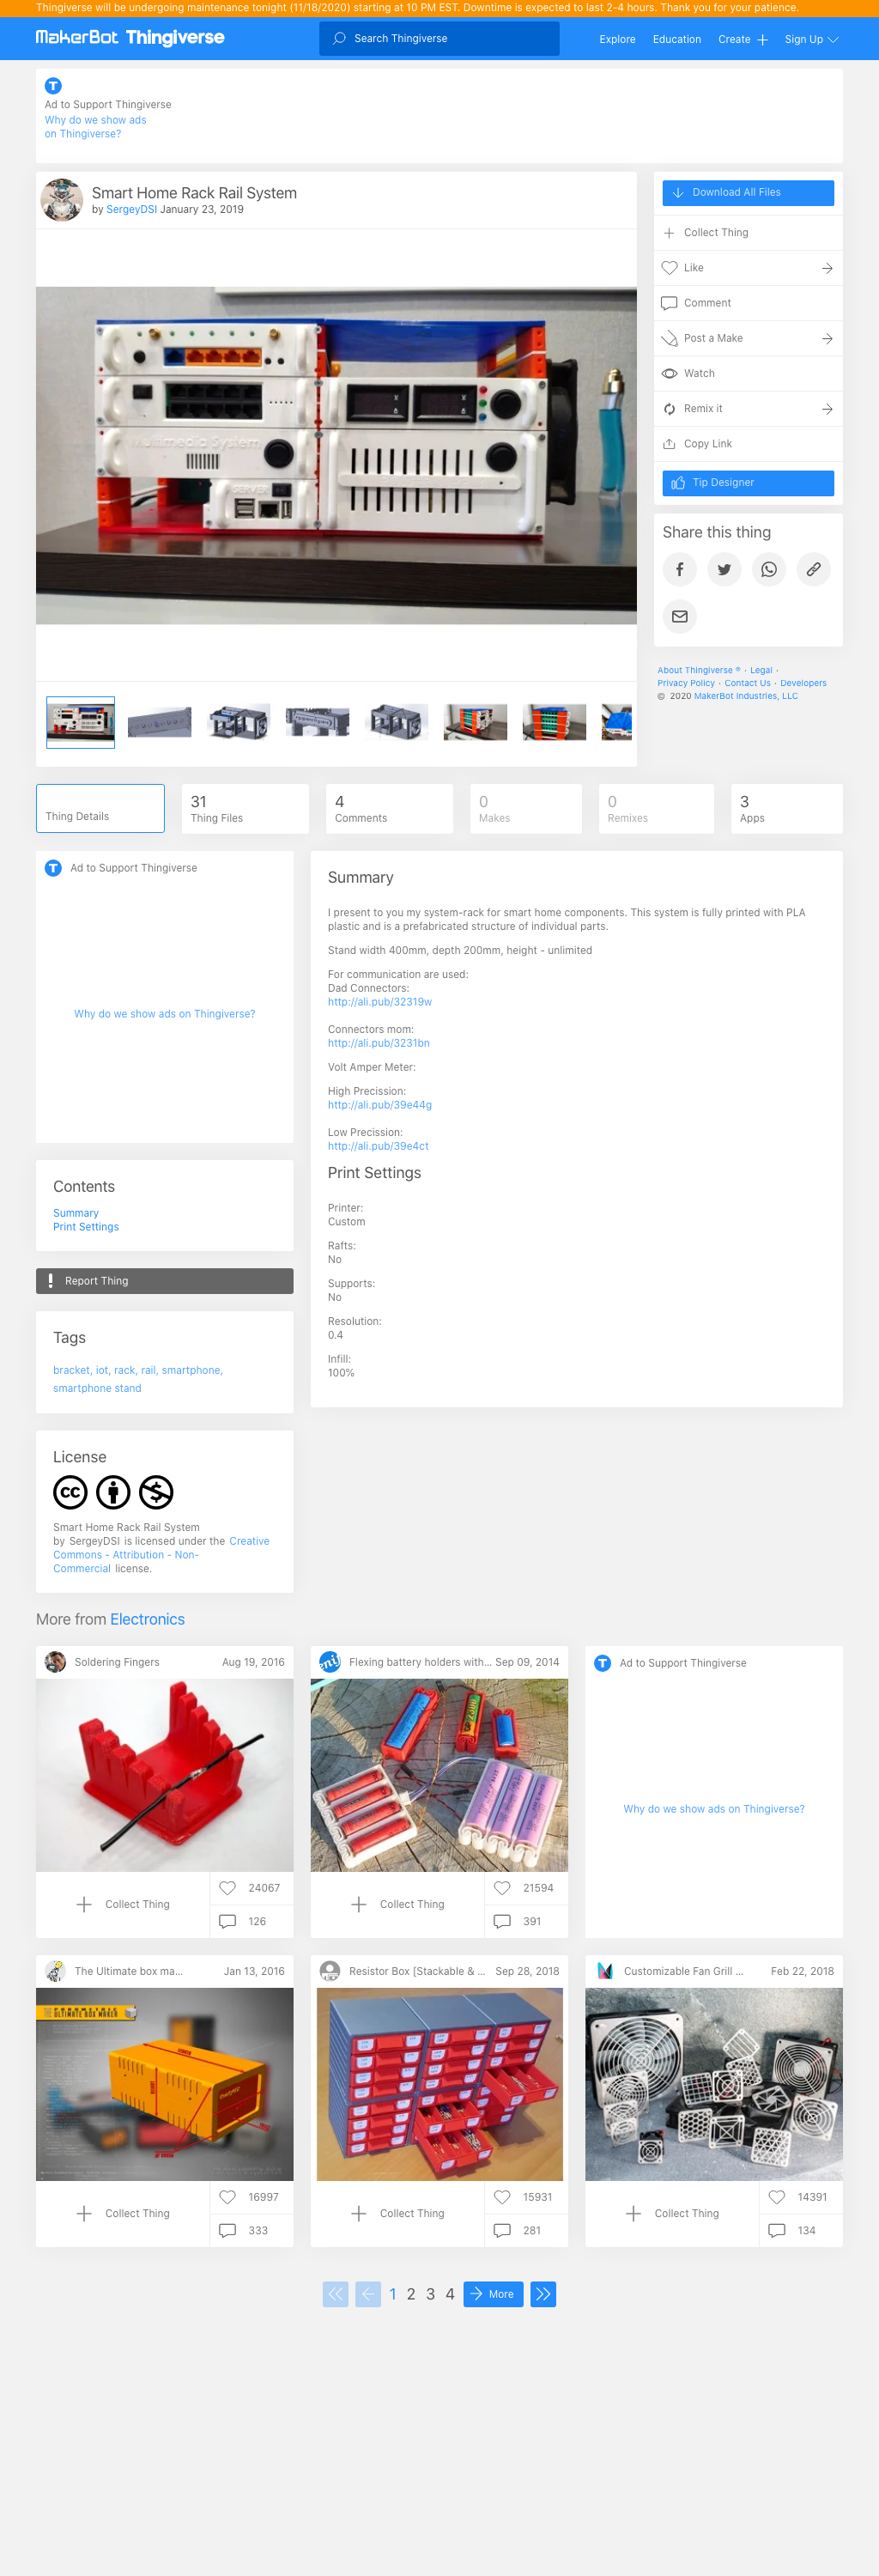 Thingiverse will be undergoing maintenance tonight (11/18/2020) starting at 10 PM EST. Downtime is expected to last 2-4 hours. Thank you for your patience.
MakerBot Thingiverse
Search Thingiverse
Explore
Education
Create
Sign Up
Ad to Support Thingiverse
Why do we show ads
on Thingiverse?
Smart Home Rack Rail System
by SergeyDSI January 23, 2019
Multimedia System
SERVER
Download All Files
Collect Thing
Like
Comment
Post a Make
Watch
Remix it
Copy Link
Tip Designer
Share this thing
About Thingiverse ® · Legal ·
Privacy Policy · Contact Us · Developers
© 2020 MakerBot Industries, LLC
Thing Details
31
Thing Files
4
Comments
0
Makes
0
Remixes
3
Apps
Ad to Support Thingiverse
Why do we show ads on Thingiverse?
Contents
Summary
Print Settings
Report Thing
Tags
bracket, iot, rack, rail, smartphone,
smartphone stand
License
Smart Home Rack Rail System
by SergeyDSI is licensed under the Creative
Commons - Attribution - Non-
Commercial license.
Summary
I present to you my system-rack for smart home components. This system is fully printed with PLA
plastic and is a prefabricated structure of individual parts.
Stand width 400mm, depth 200mm, height - unlimited
For communication are used:
Dad Connectors:
http://ali.pub/32319w
Connectors mom:
http://ali.pub/3231bn
Volt Amper Meter:
High Precission:
http://ali.pub/39e44g
Low Precission:
http://ali.pub/39e4ct
Print Settings
Printer:
Custom
Rafts:
No
Supports:
No
Resolution:
0.4
Infill:
100%
More from Electronics
Soldering Fingers
Aug 19, 2016
Collect Thing
24067
126
Flexing battery holders with...
Sep 09, 2014
Collect Thing
21594
391
Ad to Support Thingiverse
Why do we show ads on Thingiverse?
The Ultimate box ma...
Jan 13, 2016
ULTIMATE BOX MAKER
Collect Thing
16997
333
Resistor Box [Stackable & ...
Sep 28, 2018
Collect Thing
15931
281
Customizable Fan Grill ...
Feb 22, 2018
Collect Thing
14391
134
1 2 3 4
More